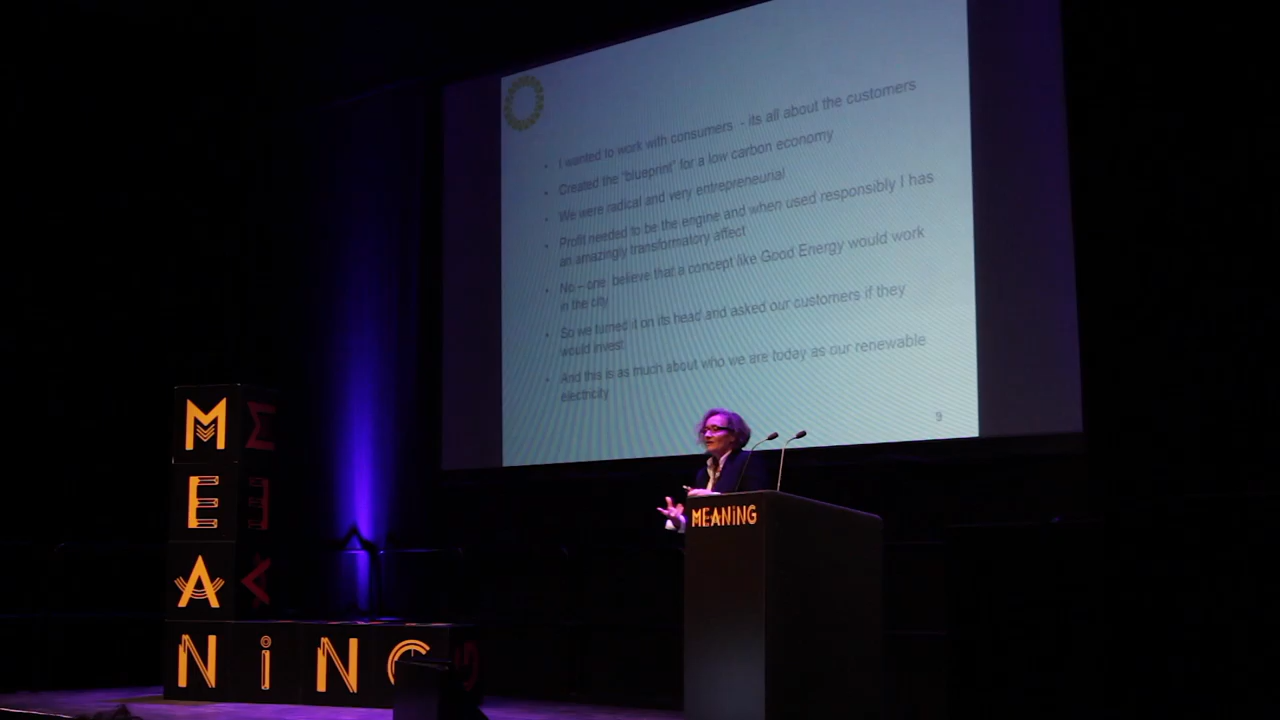 I wanted to work with consumers - its all about the customers
Created the "blueprint" for a low carbon economy
We were radical and very entrepreneurial
Profit needed to be the engine and when used responsibly I has
an amazingly transformatory affect
No – one believe that a concept like Good Energy would work
in the city
So we turned it on its head and asked our customers if they
would invest
And this is as much about who we are today as our renewable
electricity
9
MEANiNG
M
E
A
NiNG